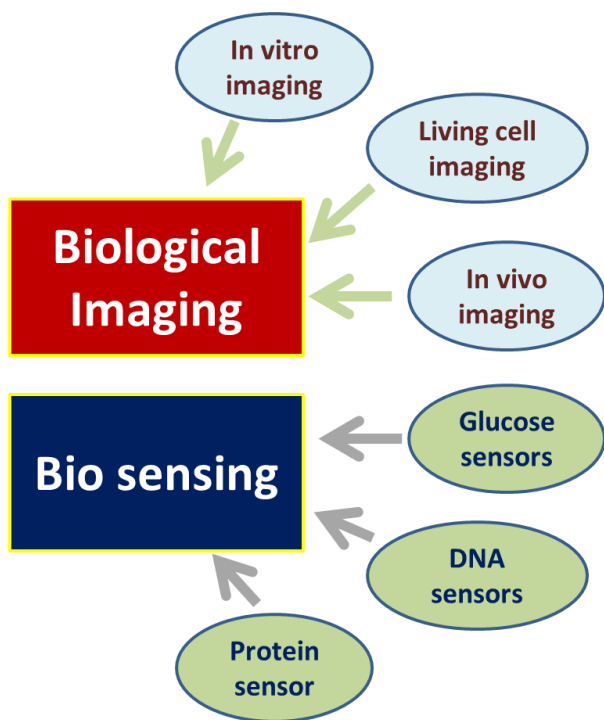 In vitro
imaging
Living cell
imaging
Biological
Imaging
In vivo
imaging
Glucose
sensors
Bio sensing
DNA
sensors
Protein
sensor